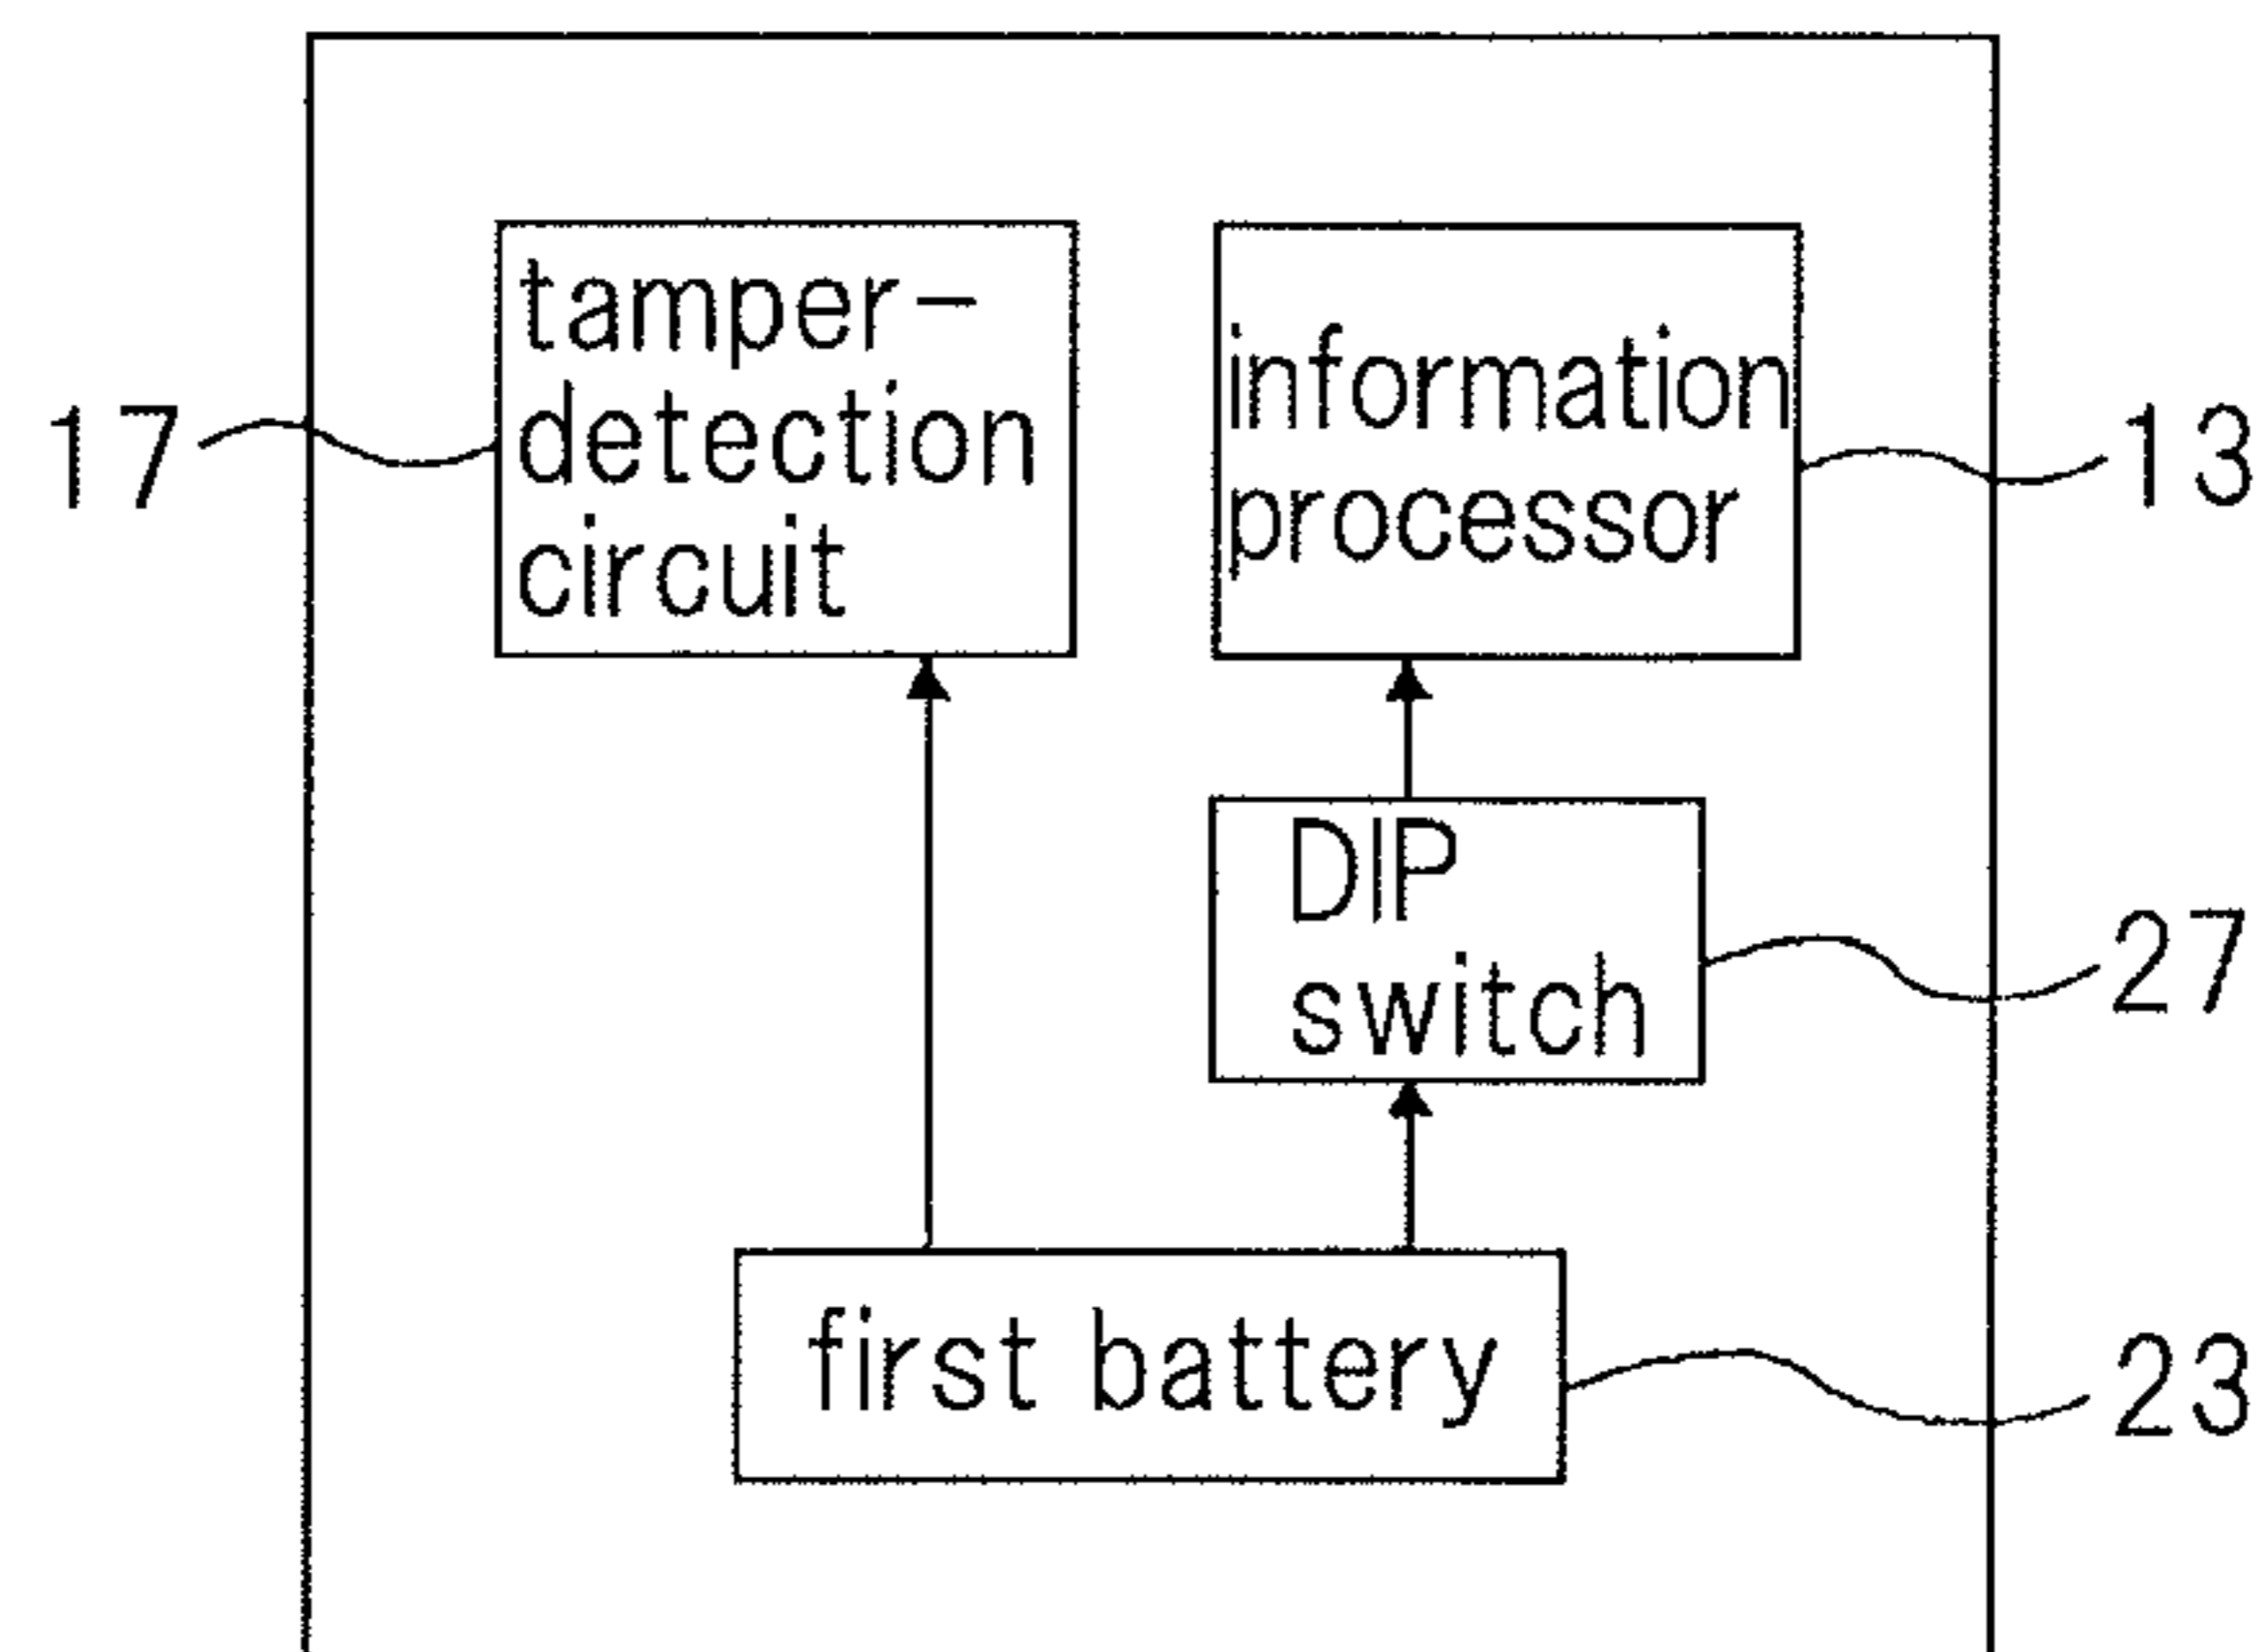 tamper-
detection
circuit
17
information
processor
13
DIP
switch
27
first battery
23